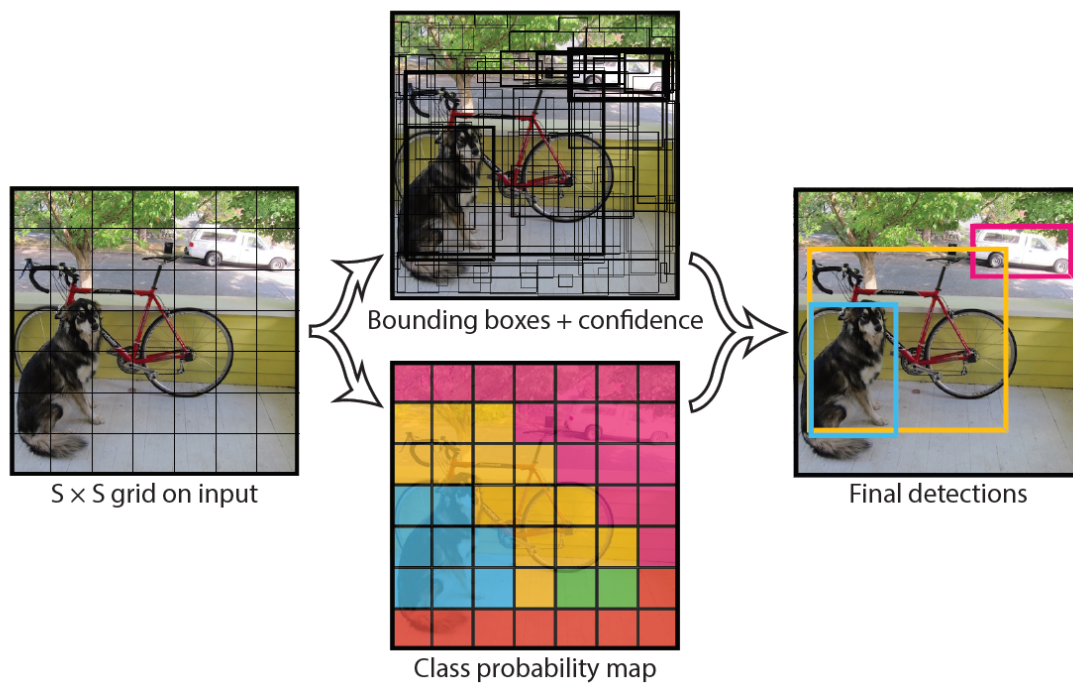 Bounding boxes + confidence
S × S grid on input
Final detections
Class probability map